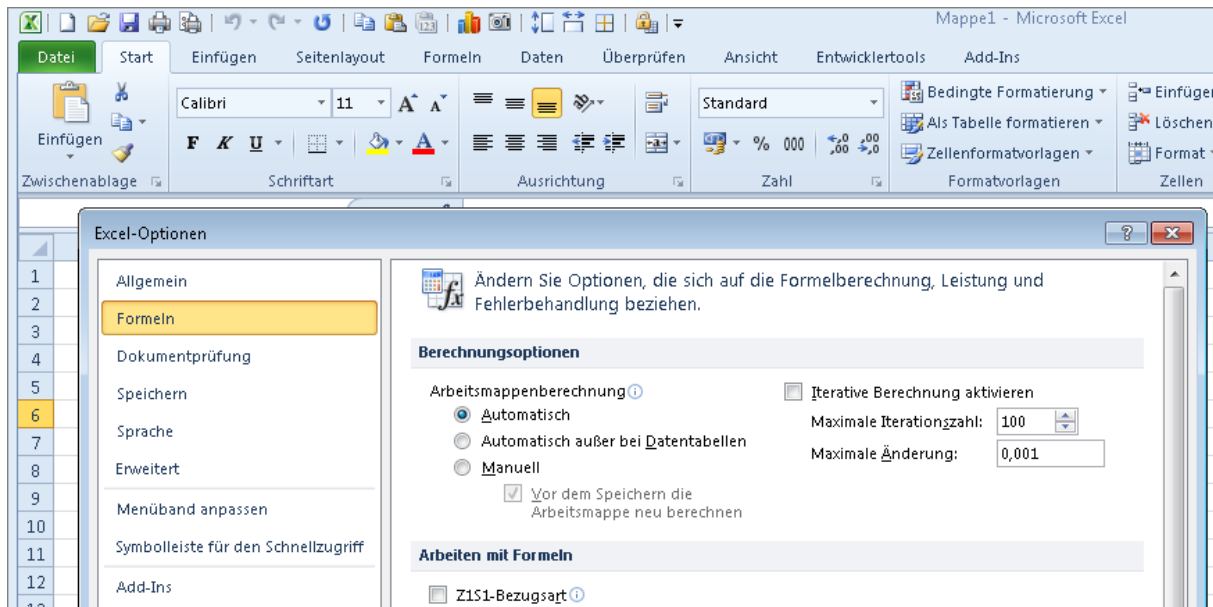 Mappe1 - Microsoft Excel
Datei Start Einfügen Seitenlayout Formeln Daten Überprüfen Ansicht Entwicklertools Add-Ins
Einfügen
Zwischenablage
Calibri 11
F K U
Schriftart
Ausrichtung
Standard
% 000
Zahl
Bedingte Formatierung
Als Tabelle formatieren
Zellenformatvorlagen
Formatvorlagen
Einfüge
Löschen
Format
Zellen
Excel-Optionen
1
2
3
4
5
6
7
8
9
10
11
12
Allgemein
Formeln
Dokumentprüfung
Speichern
Sprache
Erweitert
Menüband anpassen
Symbolleiste für den Schnellzugriff
Add-Ins
Ändern Sie Optionen, die sich auf die Formelberechnung, Leistung und
Fehlerbehandlung beziehen.
Berechnungsoptionen
Arbeitsmappenberechnung
Automatisch
Automatisch außer bei Datentabellen
Manuell
Vor dem Speichern die
Arbeitsmappe neu berechnen
Iterative Berechnung aktivieren
Maximale Iterationszahl: 100
Maximale Änderung: 0,001
Arbeiten mit Formeln
Z1S1-Bezugsart